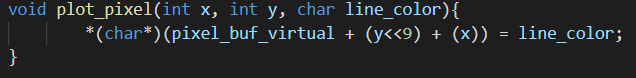 void plot_pixel(int x, int y, char line_color){
*(char*)(pixel_buf_virtual + (y<<9) + (x)) = line_color;
}